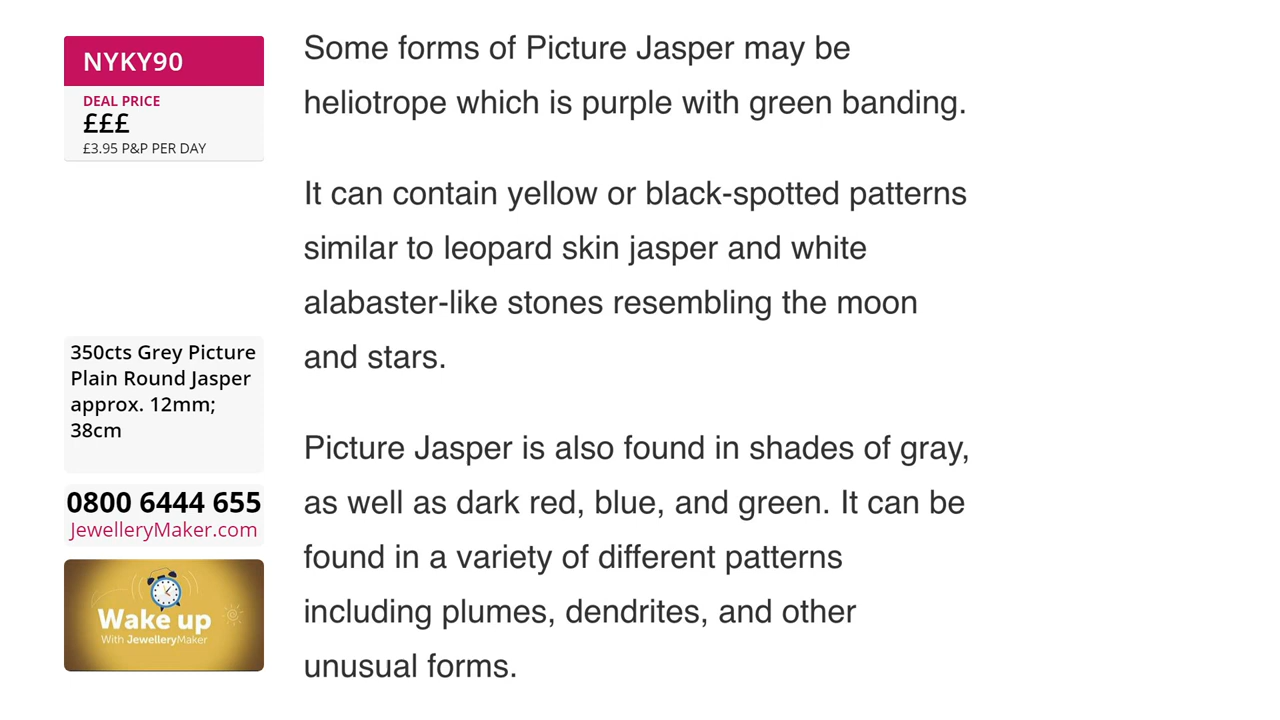 NYKY90
DEAL PRICE
£££
£3.95 P&P PER DAY
350cts Grey Picture
Plain Round Jasper
approx. 12mm;
38cm
0800 6444 655
JewelleryMaker.com
Wake up
With JewelleryMaker
Some forms of Picture Jasper may be
heliotrope which is purple with green banding.
It can contain yellow or black-spotted patterns
similar to leopard skin jasper and white
alabaster-like stones resembling the moon
and stars.
Picture Jasper is also found in shades of gray,
as well as dark red, blue, and green. It can be
found in a variety of different patterns
including plumes, dendrites, and other
unusual forms.